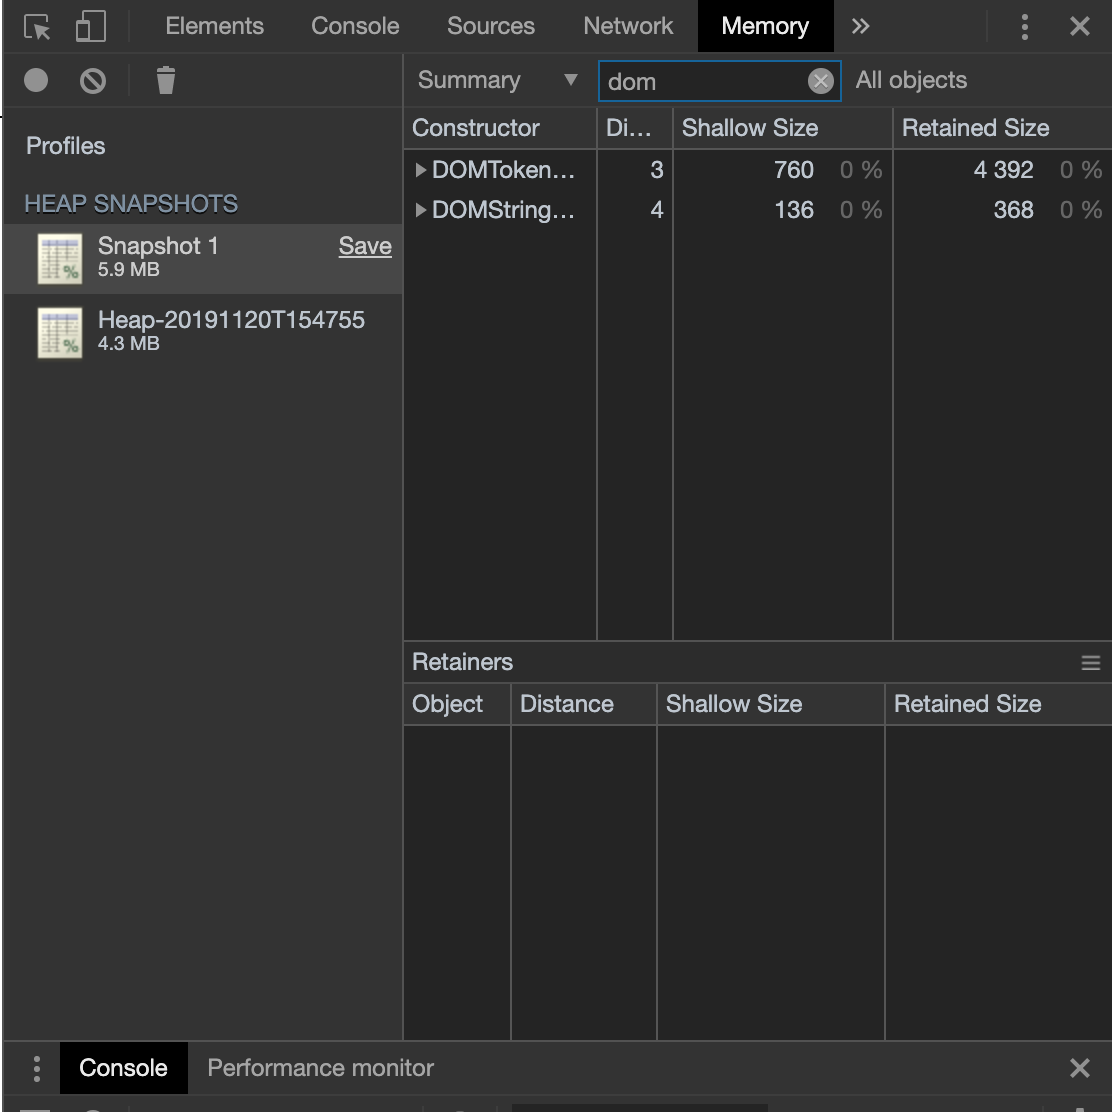 Elements Console Sources Network Memory
Summary ▼ dom All objects
Profiles
HEAP SNAPSHOTS
Snapshot 1 Save
5.9 MB
Heap-20191120T154755
4.3 MB
Constructor Di... Shallow Size Retained Size
DOMToken... 3 760 0 % 4 392 0 %
DOMString... 4 136 0 % 368 0 %
Retainers
Object Distance Shallow Size Retained Size
Console Performance monitor